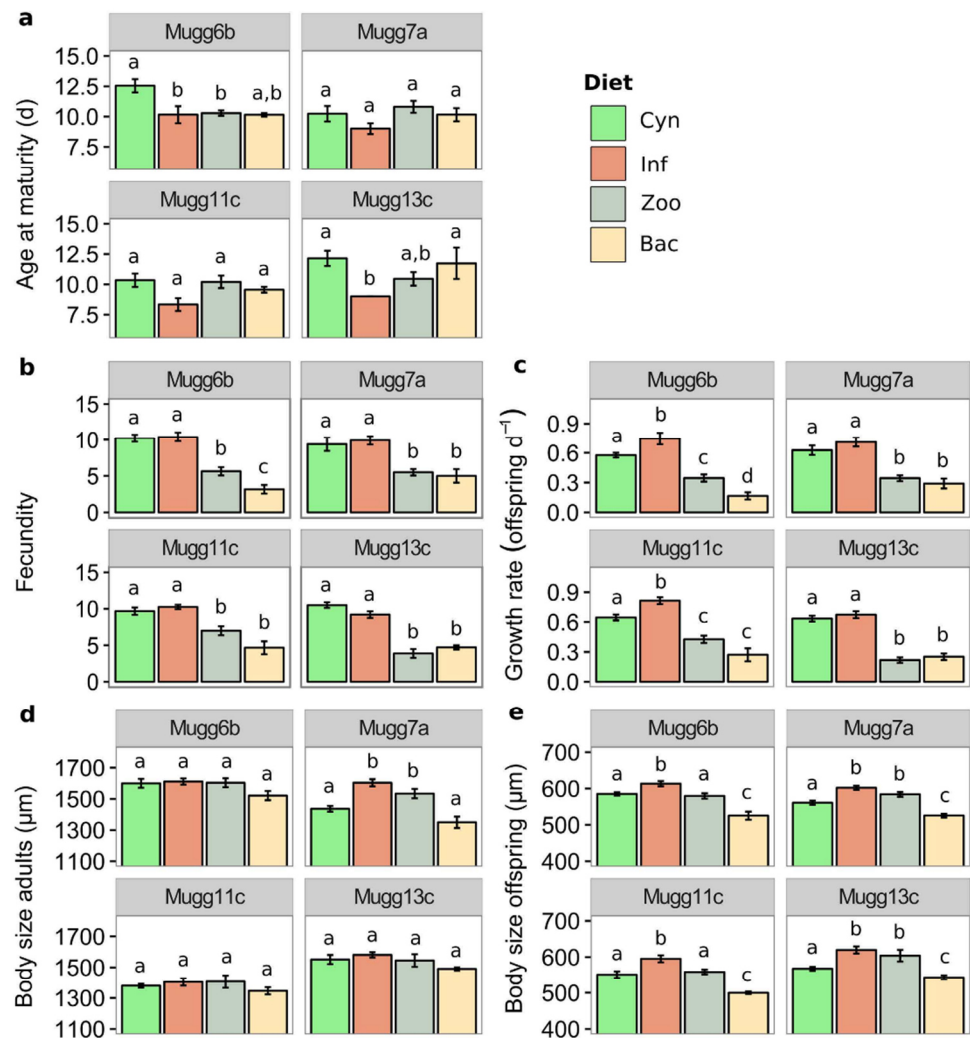 a
Mugg6b Mugg7a
15.0
12.5
10.0
7.5
a b b a,b
a a a a
Mugg11c Mugg13c
15.0
12.5
10.0
7.5
a a a a
a b a,b a
Age at maturity (d)
Diet
Cyn
Inf
Zoo
Bac
b
Mugg6b Mugg7a
15
10
5
0
a a b c
a a b b
Mugg11c Mugg13c
15
10
5
0
a a b b
a a b b
Fecundity
c
Mugg6b Mugg7a
0.9
0.6
0.3
0.0
a b c d
a a b b
Mugg11c Mugg13c
0.9
0.6
0.3
0.0
a b c c
a a b b
Growth rate (offspring d⁻¹)
d
Mugg6b Mugg7a
1700
1500
1300
1100
a a a a
a b b a
Mugg11c Mugg13c
1700
1500
1300
1100
a a a a
a a a a
Body size adults (µm)
e
Mugg6b Mugg7a
700
600
500
400
a b a c
a b b c
Mugg11c Mugg13c
700
600
500
400
a b a c
a b b c
Body size offspring (µm)